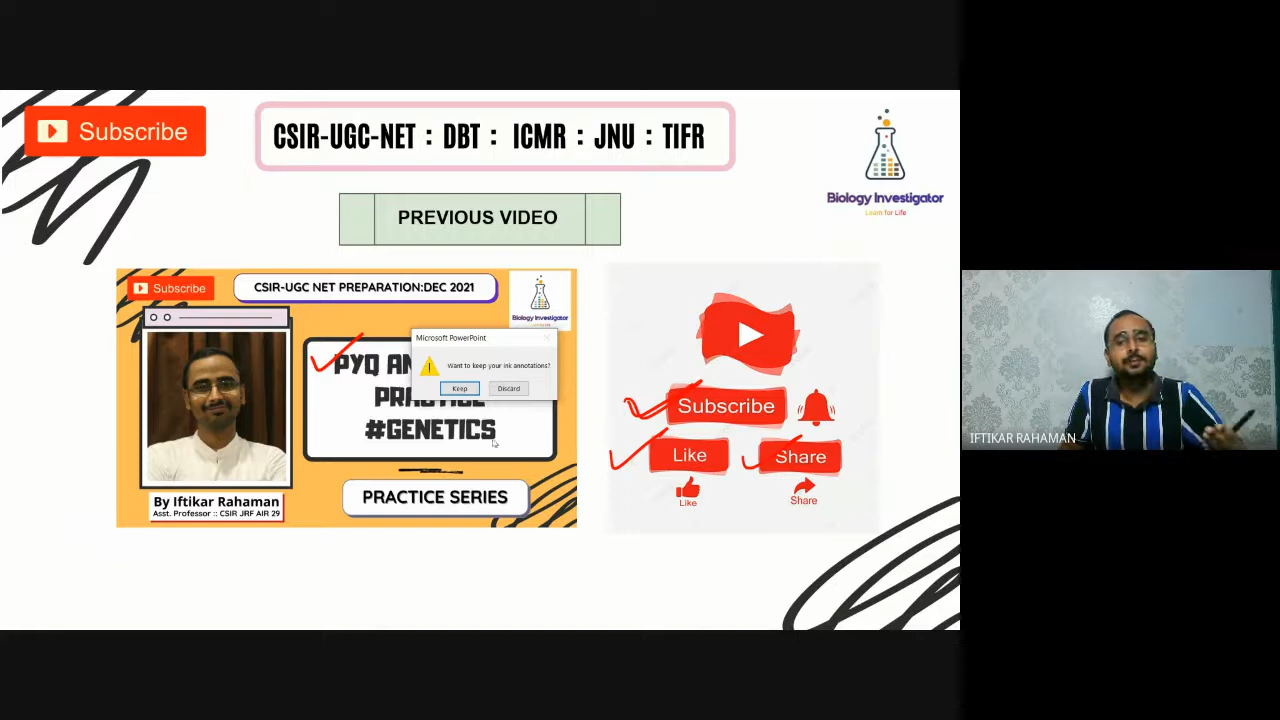 Subscribe
CSIR-UGC-NET : DBT : ICMR : JNU : TIFR
Biology Investigator
Learn for Life
PREVIOUS VIDEO
Subscribe
CSIR-UGC NET PREPARATION:DEC 2021
Biology Investigator
PYQ
#GENETICS
PRACTICE SERIES
By Iftikar Rahaman
Asst. Professor :: CSIR JRF AIR 29
Microsoft PowerPoint
Want to keep your ink annotations?
Keep
Discard
Subscribe
Like
Share
Like
Share
IFTIKAR RAHAMAN